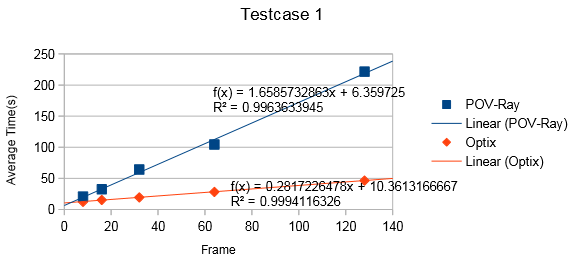 Testcase 1
250
200
150
100
50
0
0
20
40
60
80
100
120
140
Average Time(s)
Frame
f(x) = 1.6585732863x + 6.359725
R² = 0.9963633945
f(x) = 0.2817226478x + 10.3613166667
R² = 0.9994116326
POV-Ray
Linear (POV-Ray)
Optix
Linear (Optix)